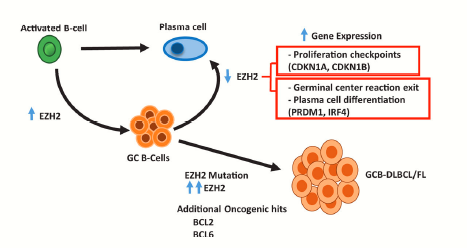 Activated B-cell
Plasma cell
Gene Expression
- Proliferation checkpoints
(CDKN1A, CDKN1B)
EZH2
- Germinal center reaction exit
- Plasma cell differentiation
(PRDM1, IRF4)
EZH2
GC B-Cells
EZH2 Mutation
EZH2
GCB-DLBCL/FL
Additional Oncogenic hits
BCL2
BCL6